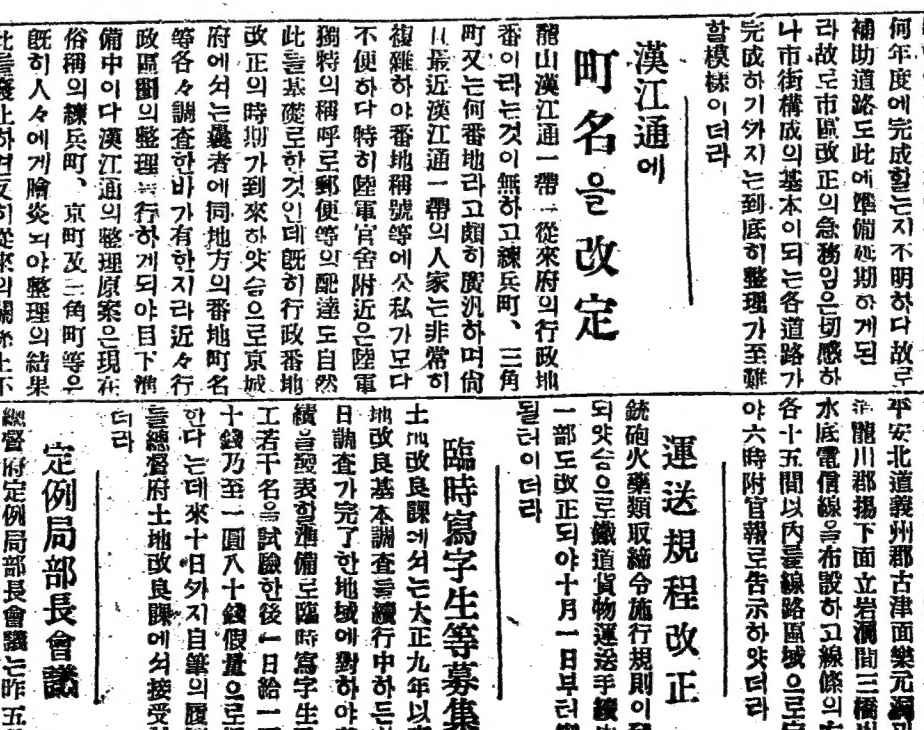 何年度에完成할는지不明하다故로
補助道路도此에準備延期하게된
라故로市區改正의急務임은切感하
나市街構成의基本이되는各道路가
完成하기外지는到底히整理가至難
할模樣이더라
漢江通에
町名을改定
龍山漢江通一帶는從來府의行政地
番이라는것이無하고練兵町、三角
町又는何番地라고頗히廣汎하며尙
且最近漢江通一帶의人家는非常히
複雜하야番地稱號等에公私가모다
不便하다特히陸軍官舍附近은陸軍
獨特의稱呼로郵便等의配達도自然
此를基礎로한것인데旣히行政番地
改正의時期가到來하얏슴으로京城
府에서는曩者에同地方의番地町名
等各々調査한바가有한지라近々行
政區劃의整理를行하게되야目下準
備中이다漢江通의整理原案은現在
俗稱의練兵町、京町及三角町等은
旣히人々에게膾炙되야整理의結果
平安北道義州郡古津面樂元洞
龍川郡揚下面立岩洞間三橋川
水底電信線을布設하고線條의
各十五間以內를線路區域으로定
야六時附官報로告示하얏더라
運送規程改正
銃砲火藥類取締令施行規則이
되얏슴으로鐵道貨物運送手續
一部도改正되야十月一日부터
될터이더라
臨時寫字生等募集
土地改良課에서는大正九年以來
地改良基本調査를續行中하든
日調査가完了한地域에對하야
績을發表할準備로臨時寫字生
工若干名을試驗한後一日給一
十錢乃至一圓八十錢假量으로
한다는데來十日外지自筆의履
를總督府土地改良課에서接受
더라
定例局部長會議
總督府定例局部長會議는昨五